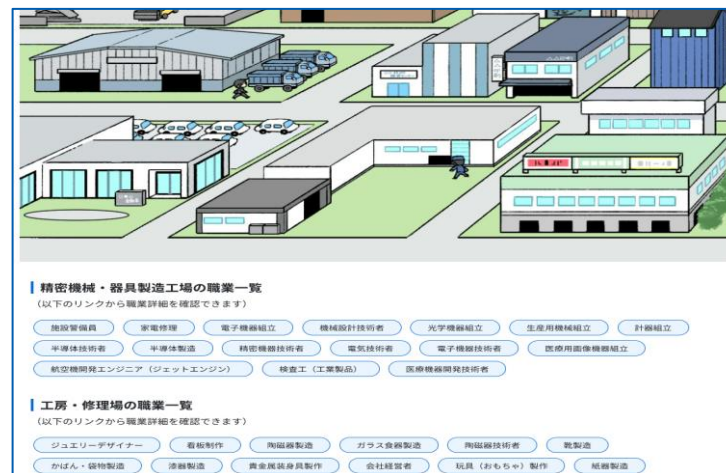 精密機械・器具製造工場の職業一覧
(以下のリンクから職業詳細を確認できます)
施設警備員 家電修理 電子機器組立 機械設計技術者 光学機器組立 生産用機械組立 計器組立
半導体技術者 半導体製造 精密機器技術者 電気技術者 電子機器技術者 医療用画像機器組立
航空機開発エンジニア(ジェットエンジン) 検査工(工業製品) 医療機器開発技術者
工房・修理場の職業一覧
(以下のリンクから職業詳細を確認できます)
ジュエリーデザイナー 看板制作 陶磁器製造 ガラス食器製造 陶磁器技術者 靴製造
かばん・袋物製造 漆器製造 貴金属装身具製作 会社経営者 玩具(おもちゃ)製作 紙器製造